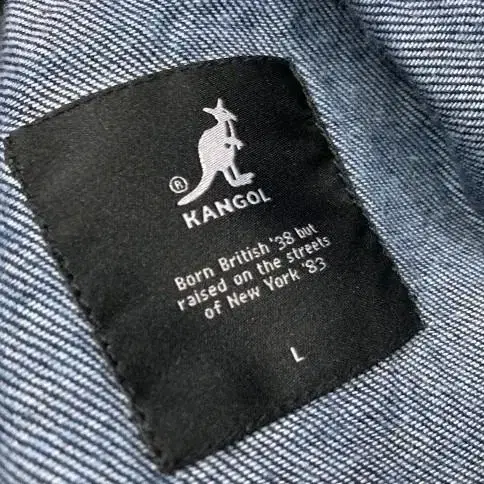 ®
KANGOL
Born British '38 but
raised on the streets
of New York '83
L